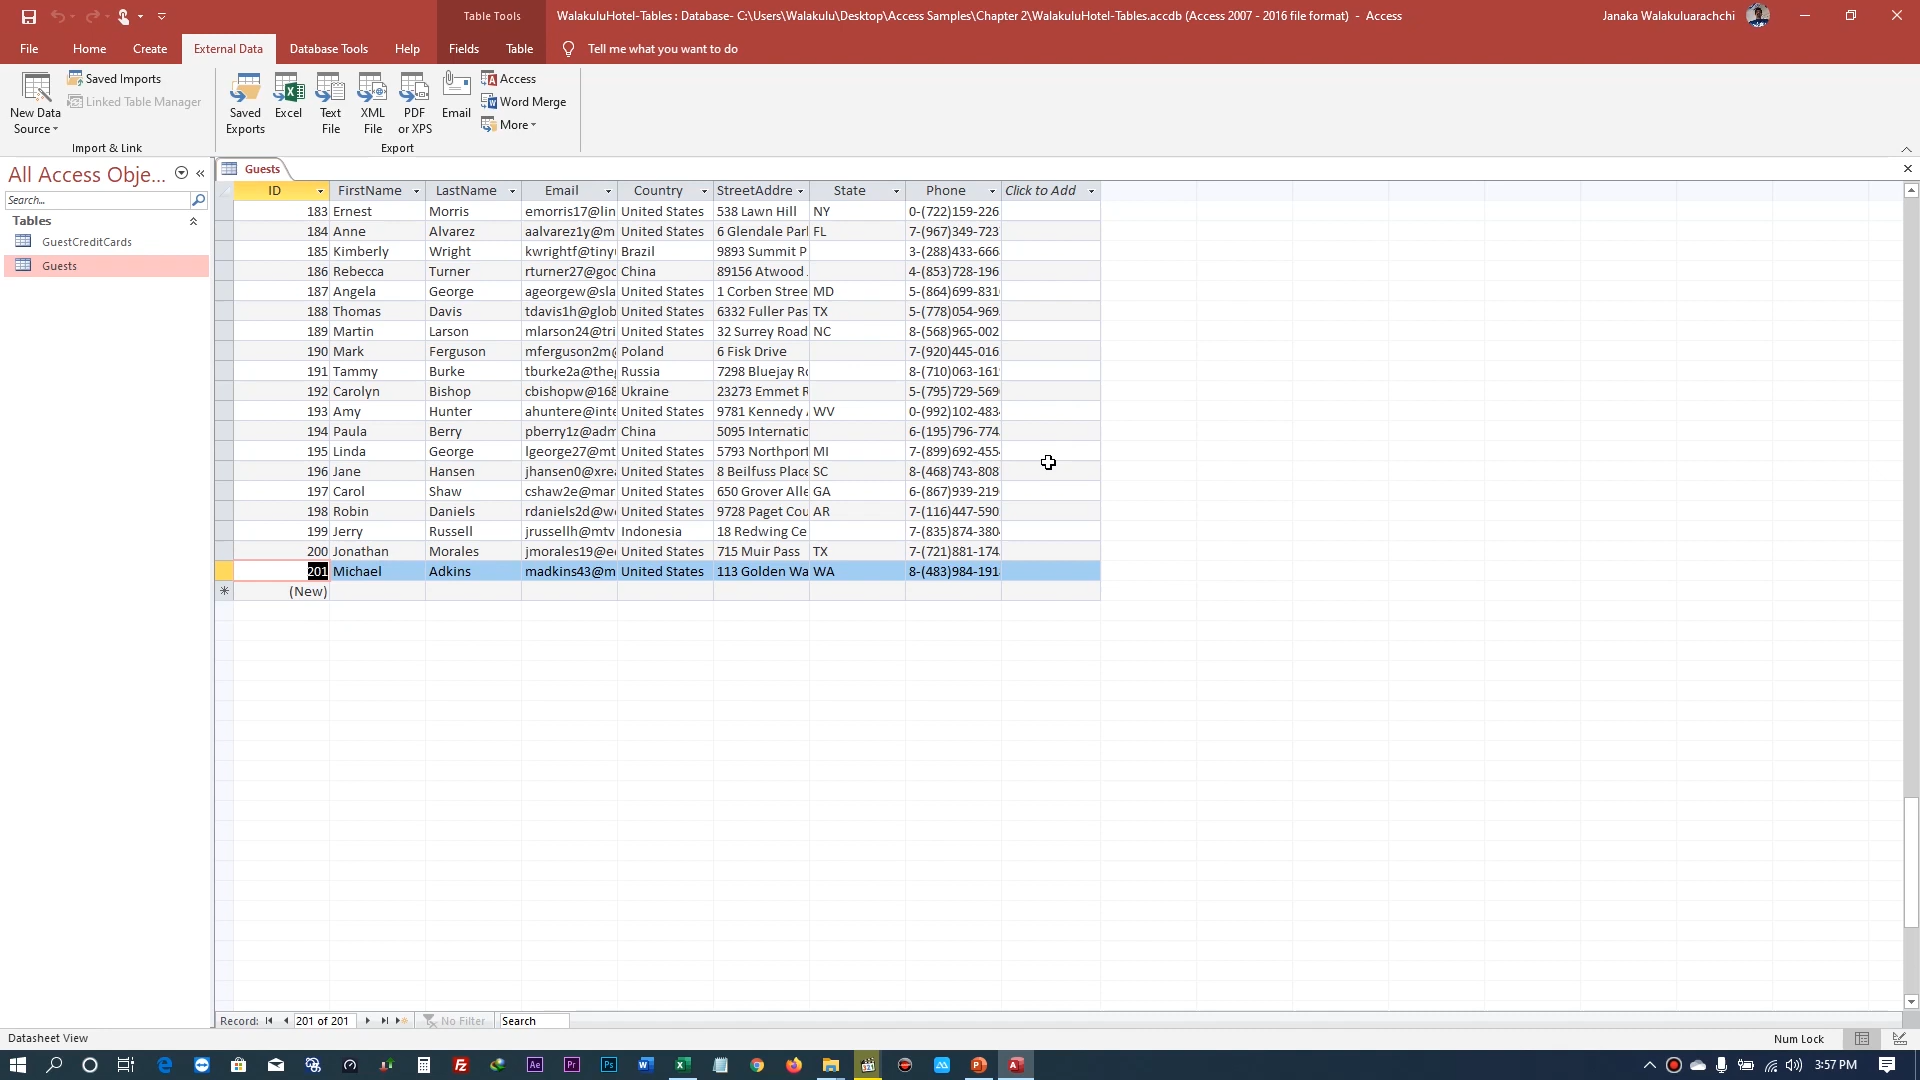 Table Tools
WalakuluHotel-Tables : Database- C:\Users\Walakulu\Desktop\Access Samples\Chapter 2\WalakuluHotel-Tables.accdb (Access 2007 - 2016 file format) - Access
Janaka Walakuluarachchi
File Home Create External Data Database Tools Help Fields Table Tell me what you want to do
New Data Source
Saved Imports
Linked Table Manager
Import & Link
Saved Exports
Excel
Text File
XML File
PDF or XPS
Email
Access
Word Merge
More
Export
All Access Obje... «
Search...
Tables
GuestCreditCards
Guests
Guests
ID FirstName LastName Email Country StreetAddre State Phone Click to Add
183 Ernest Morris emorris17@lin United States 538 Lawn Hill NY 0-(722)159-226
184 Anne Alvarez aalvarez1y@m United States 6 Glendale Parl FL 7-(967)349-723
185 Kimberly Wright kwrightf@tiny Brazil 9893 Summit P 3-(288)433-666
186 Rebecca Turner rturner27@goo China 89156 Atwood 4-(853)728-196
187 Angela George ageorgew@sla United States 1 Corben Stree MD 5-(864)699-831
188 Thomas Davis tdavis1h@glob United States 6332 Fuller Pas TX 5-(778)054-969
189 Martin Larson mlarson24@tri United States 32 Surrey Road NC 8-(568)965-002
190 Mark Ferguson mferguson2m@ Poland 6 Fisk Drive 7-(920)445-016
191 Tammy Burke tburke2a@the Russia 7298 Bluejay Ro 8-(710)063-161
192 Carolyn Bishop cbishopw@168 Ukraine 23273 Emmet R 5-(795)729-569
193 Amy Hunter ahuntere@inte United States 9781 Kennedy WV 0-(992)102-483
194 Paula Berry pberry1z@adm China 5095 Internatic 6-(195)796-774
195 Linda George lgeorge27@mt United States 5793 Northport MI 7-(899)692-455
196 Jane Hansen jhansen0@xrea United States 8 Beilfuss Place SC 8-(468)743-808
197 Carol Shaw cshaw2e@mar United States 650 Grover Alle GA 6-(867)939-219
198 Robin Daniels rdaniels2d@we United States 9728 Paget Cou AR 7-(116)447-590
199 Jerry Russell jrussellh@mtv Indonesia 18 Redwing Ce 7-(835)874-380
200 Jonathan Morales jmorales19@e United States 715 Muir Pass TX 7-(721)881-174
201 Michael Adkins madkins43@m United States 113 Golden Wa WA 8-(483)984-191
(New)
Record: 201 of 201 No Filter Search
Datasheet View
Num Lock
3:57 PM